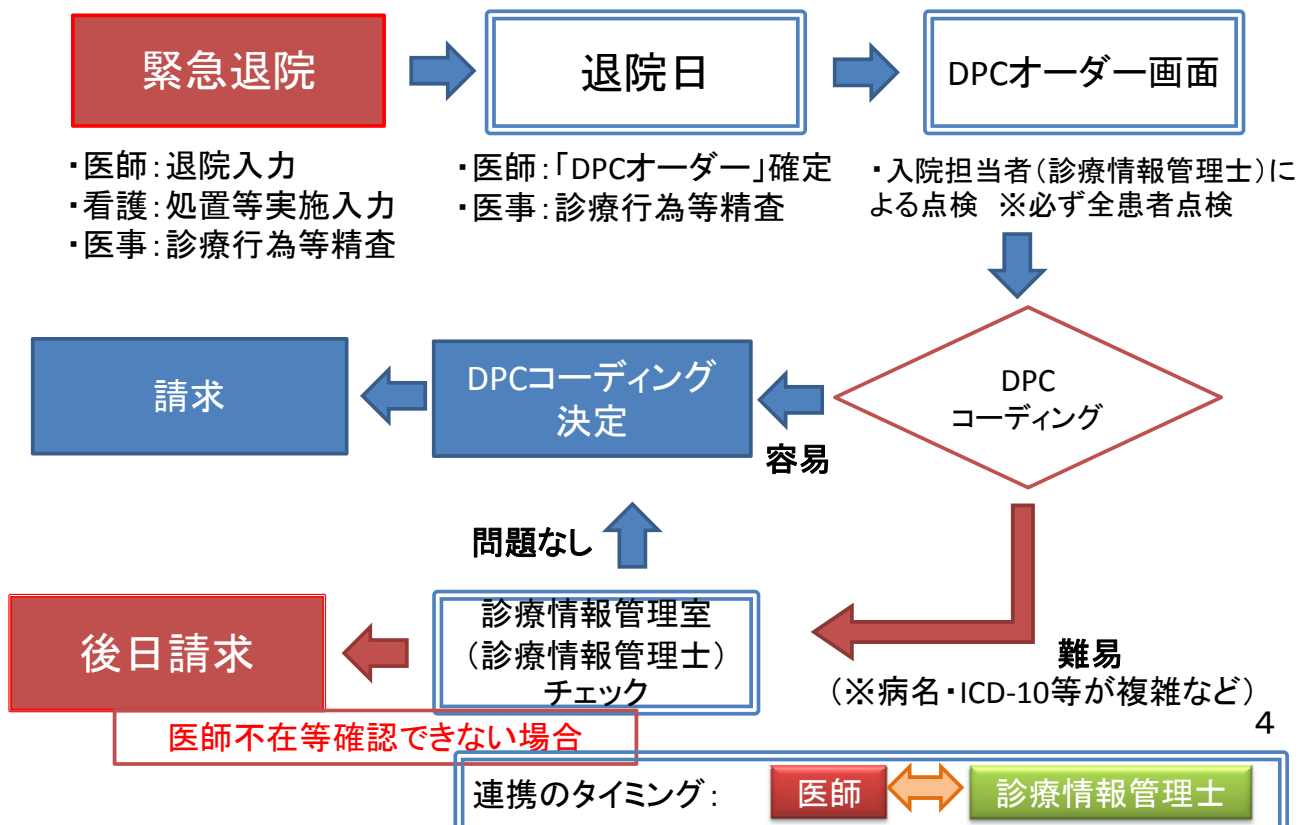 緊急退院
退院日
DPCオーダー画面
・医師：退院入力
・看護：処置等実施入力
・医事：診療行為等精査
・医師：「DPCオーダー」確定
・医事：診療行為等精査
・入院担当者（診療情報管理士）に
よる点検　※必ず全患者点検
DPC
コーディング
容易
DPCコーディング
決定
請求
難易
（※病名・ICD-10等が複雑など）
診療情報管理室
（診療情報管理士）
チェック
問題なし
後日請求
医師不在等確認できない場合
4
連携のタイミング：
医師
診療情報管理士